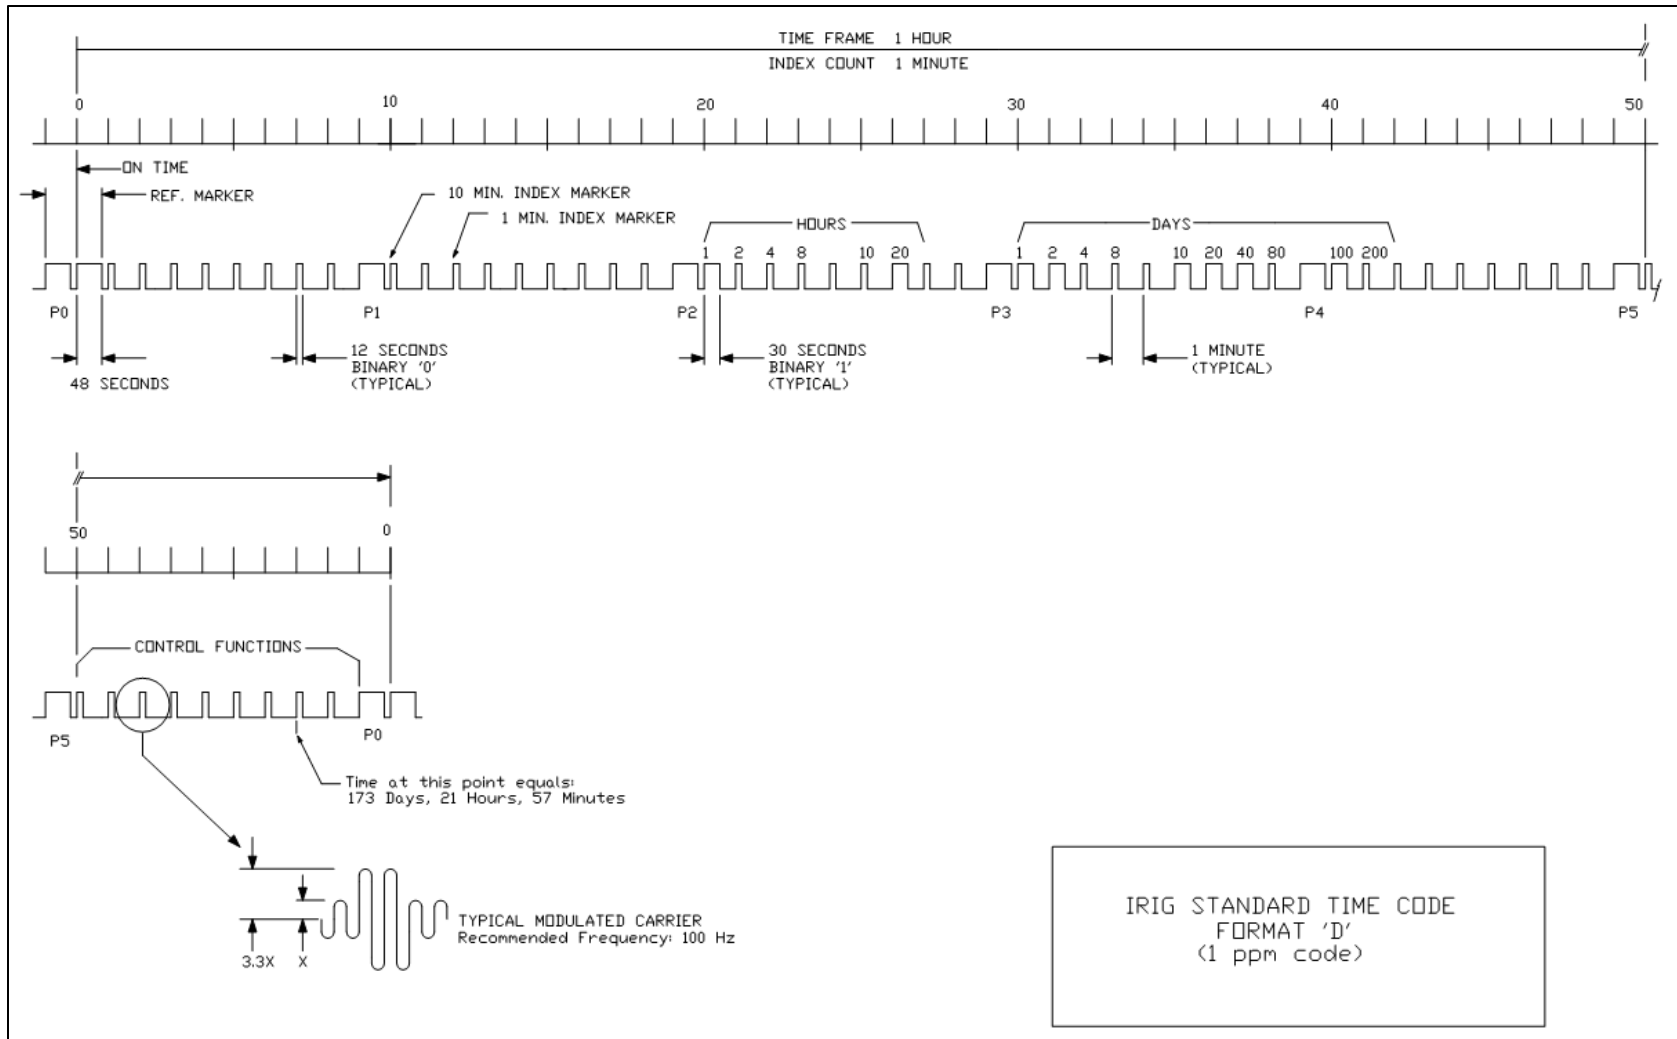 TIME FRAME 1 HOUR
INDEX COUNT 1 MINUTE
0 10 20 30 40 50
ON TIME
REF. MARKER
10 MIN. INDEX MARKER
1 MIN. INDEX MARKER
HOURS
DAYS
1 2 4 8 10 20 1 2 4 8 10 20 40 80 100 200
P0 P1 P2 P3 P4 P5
48 SECONDS
12 SECONDS
BINARY '0'
(TYPICAL)
30 SECONDS
BINARY '1'
(TYPICAL)
1 MINUTE
(TYPICAL)
50 0
CONTROL FUNCTIONS
P5 P0
Time at this point equals:
173 Days, 21 Hours, 57 Minutes
TYPICAL MODULATED CARRIER
Recommended Frequency: 100 Hz
3.3X X
IRIG STANDARD TIME CODE
FORMAT 'D'
(1 ppm code)